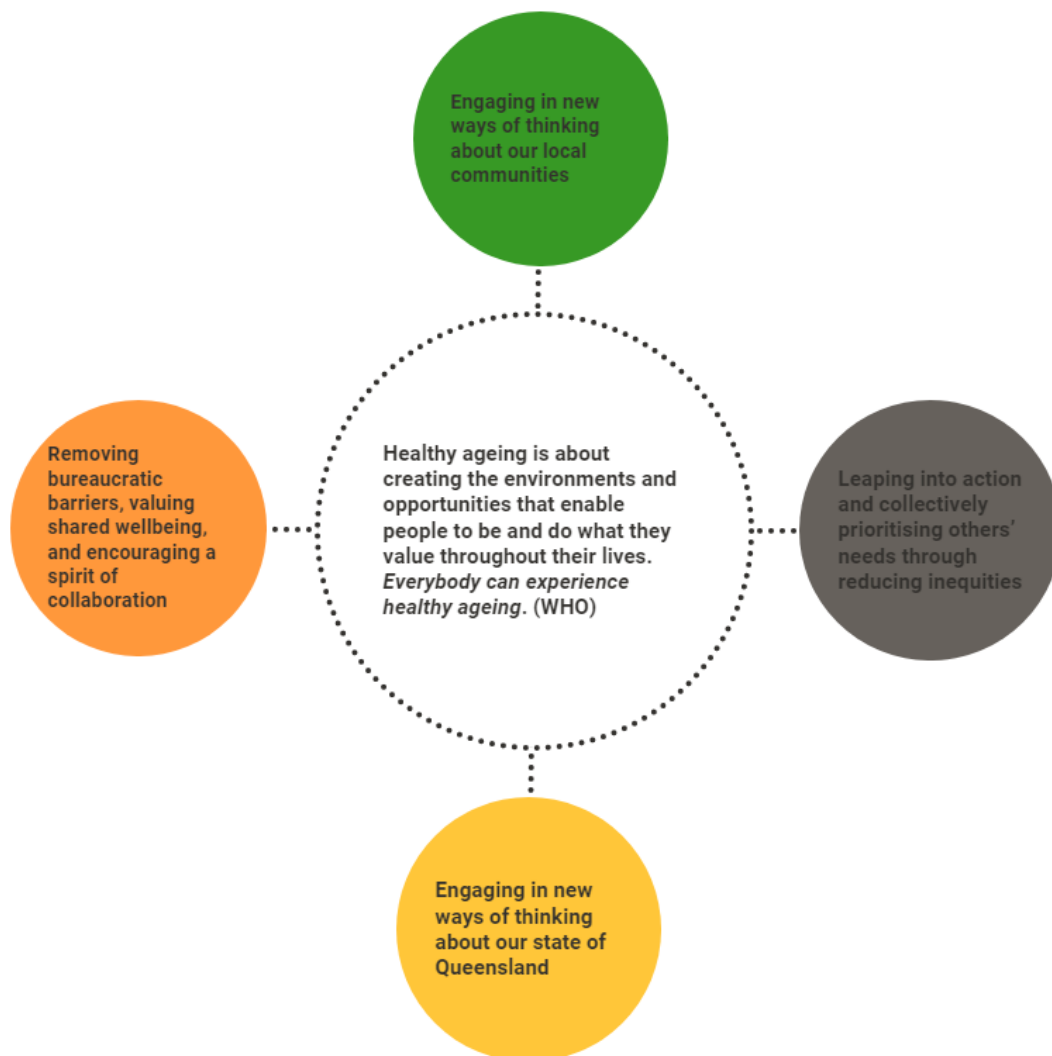 Engaging in new
ways of thinking
about our local
communities
Removing
bureaucratic
barriers, valuing
shared wellbeing,
and encouraging a
spirit of
collaboration
Healthy ageing is about
creating the environments and
opportunities that enable
people to be and do what they
value throughout their lives.
Everybody can experience
healthy ageing. (WHO)
Leaping into action
and collectively
prioritising others’
needs through
reducing inequities
Engaging in new
ways of thinking
about our state of
Queensland